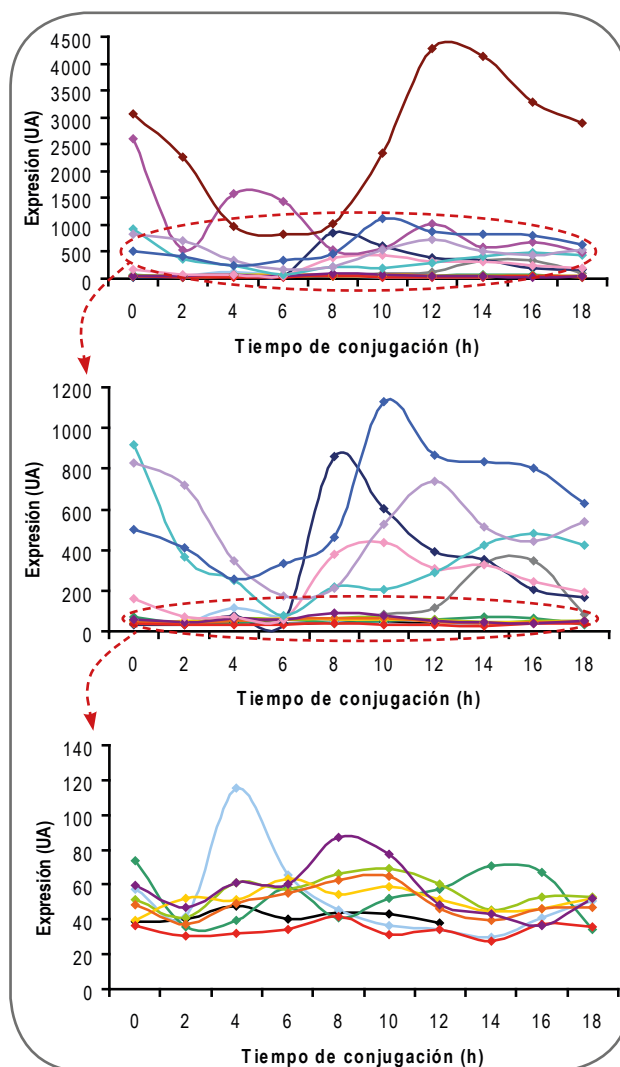 4500
4000
3500
3000
2500
2000
1500
1000
500
0
Expresión (UA)
0 2 4 6 8 10 12 14 16 18
Tiempo de conjugación (h)
1200
1000
800
600
400
200
0
Expresión (UA)
0 2 4 6 8 10 12 14 16 18
Tiempo de conjugación (h)
140
120
100
80
60
40
20
0
Expresión (UA)
0 2 4 6 8 10 12 14 16 18
Tiempo de conjugación (h)